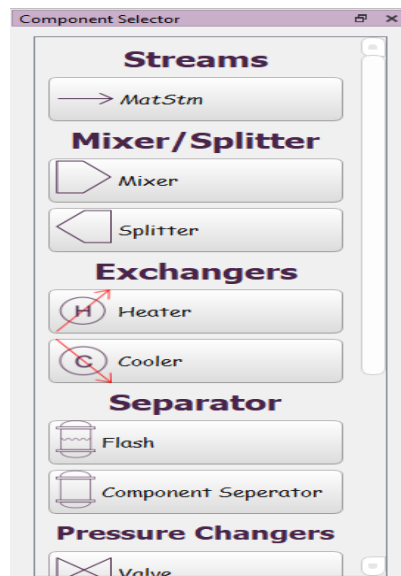 Component Selector
Streams
MatStm
Mixer/Splitter
Mixer
Splitter
Exchangers
H Heater
C Cooler
Separator
Flash
Component Seperator
Pressure Changers
Valve